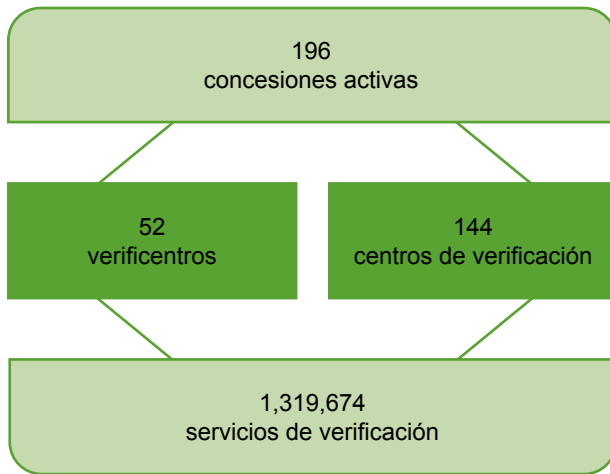 196
concesiones activas
52
verificentros
144
centros de verificación
1,319,674
servicios de verificación